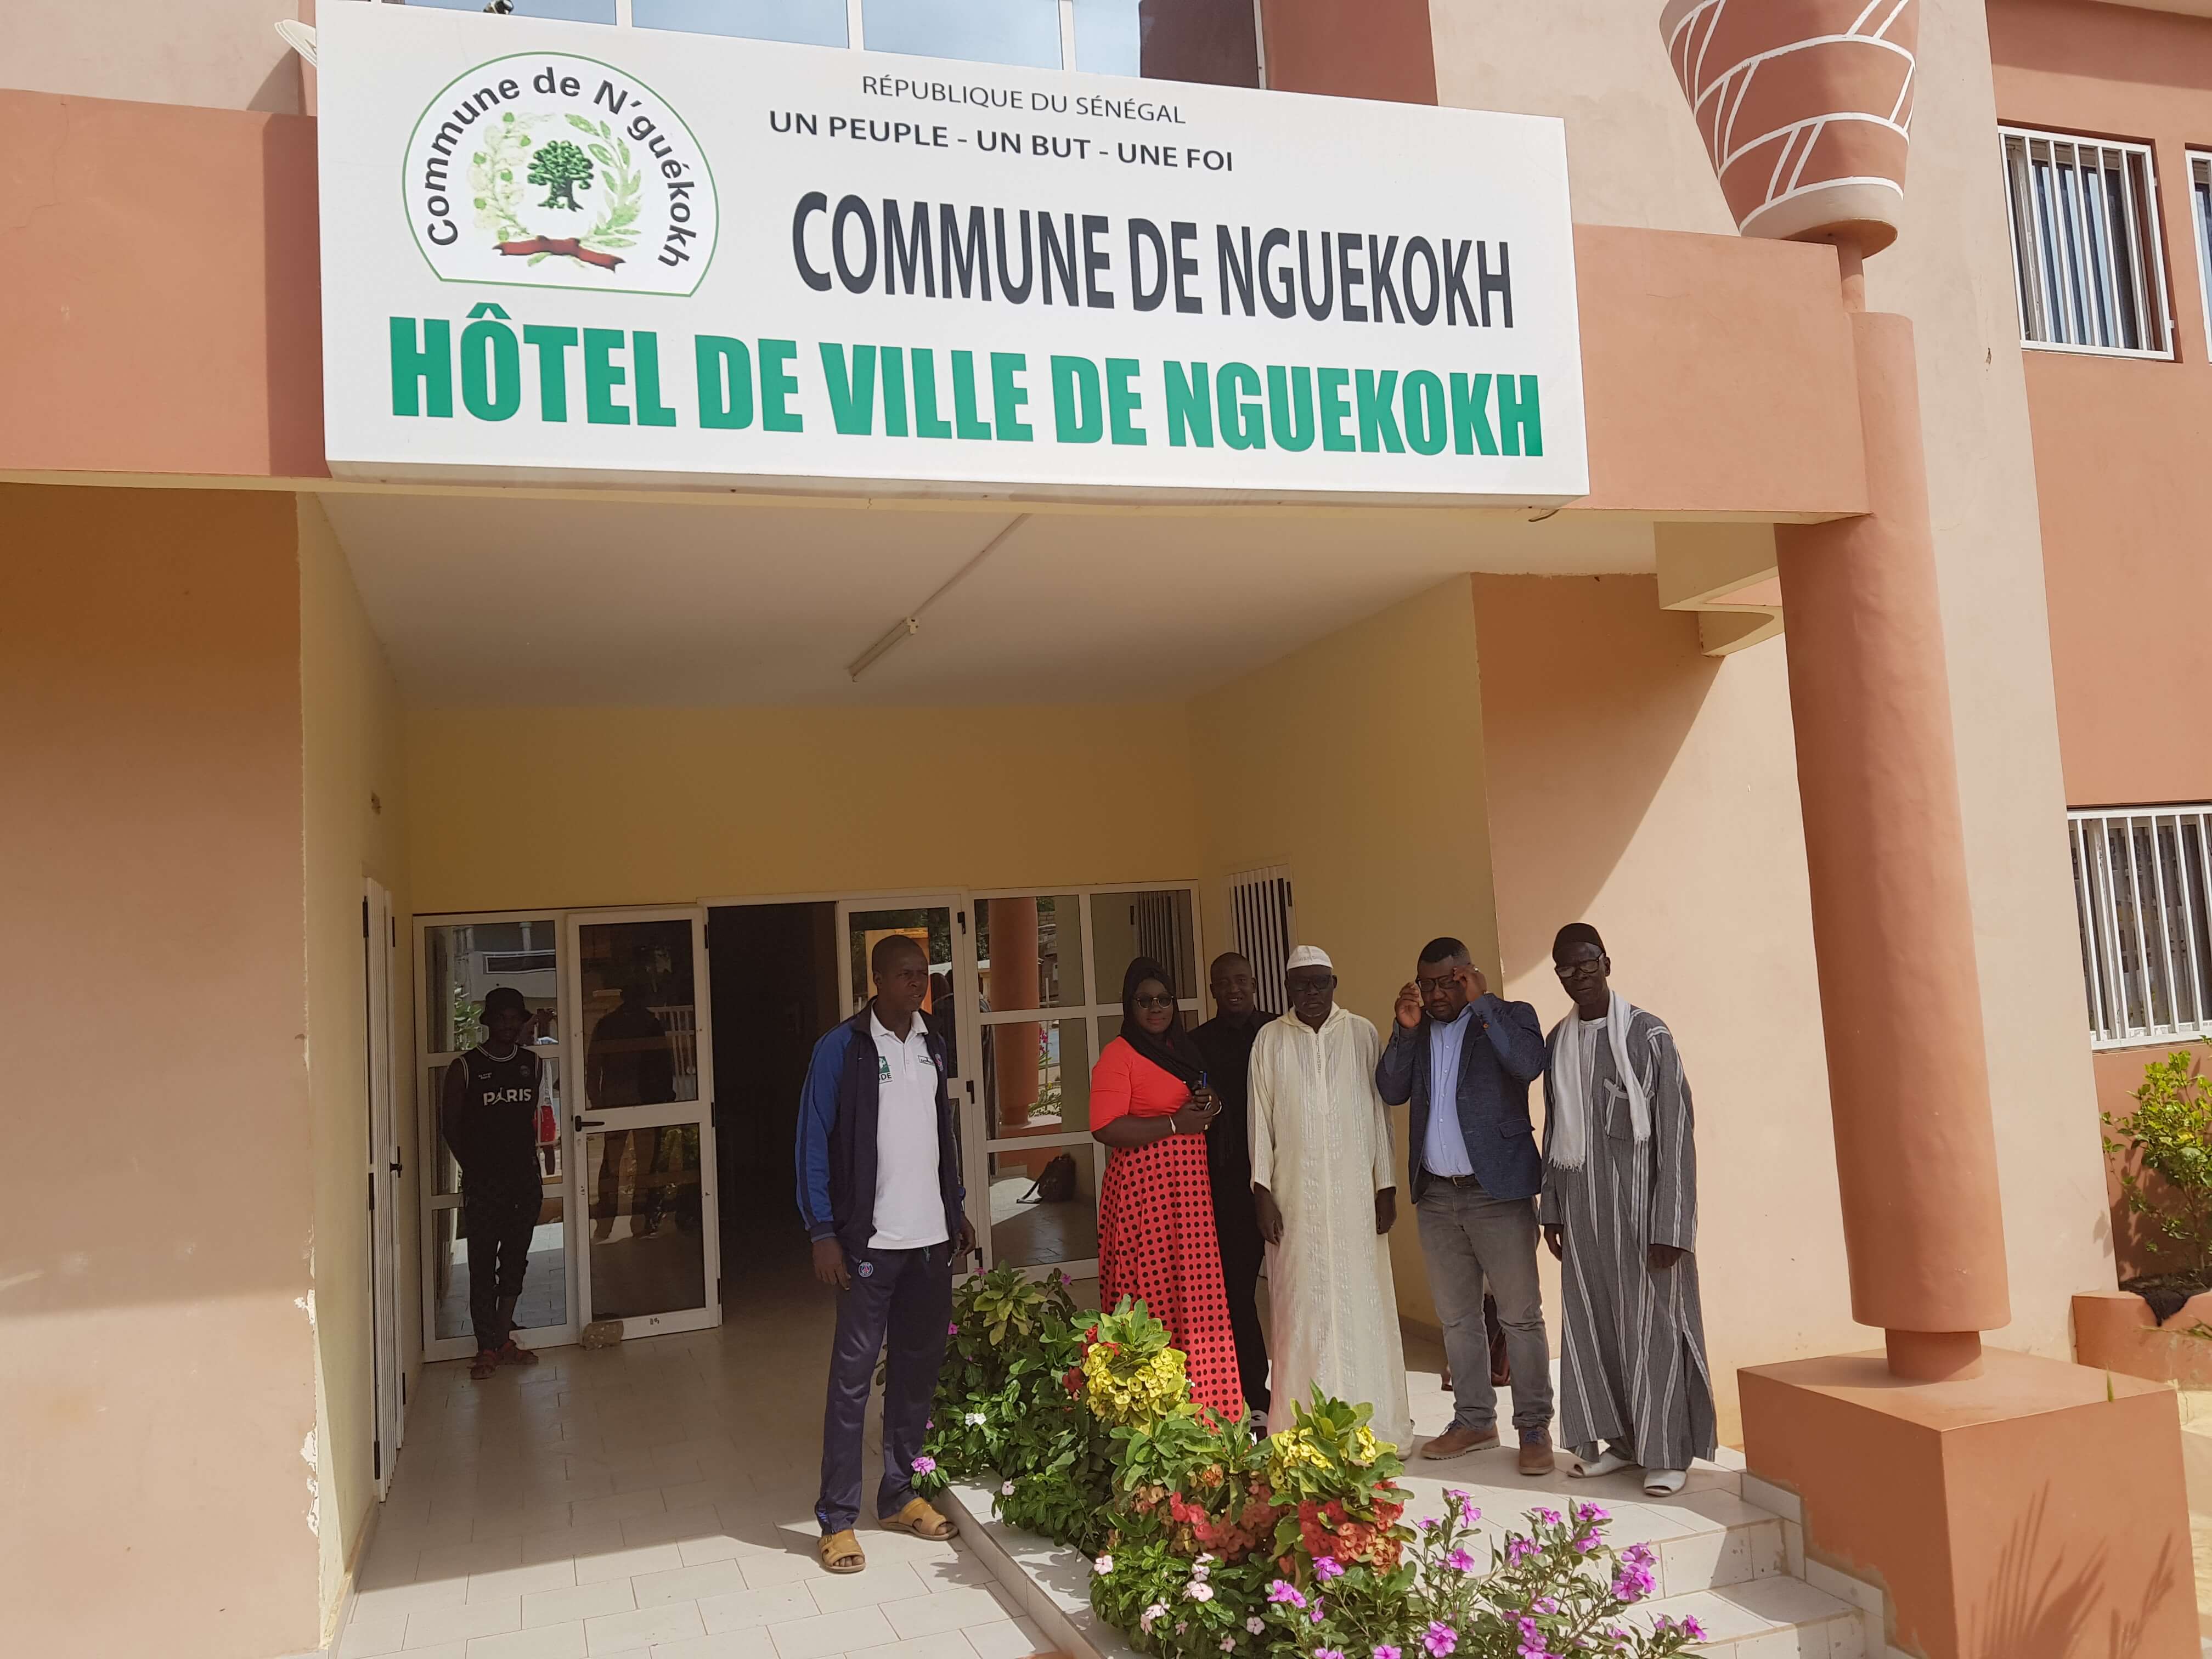 Commune de N'guékokh
RÉPUBLIQUE DU SÉNÉGAL
UN PEUPLE - UN BUT - UNE FOI
COMMUNE DE NGUEKOKH
HÔTEL DE VILLE DE NGUEKOKH
PARIS